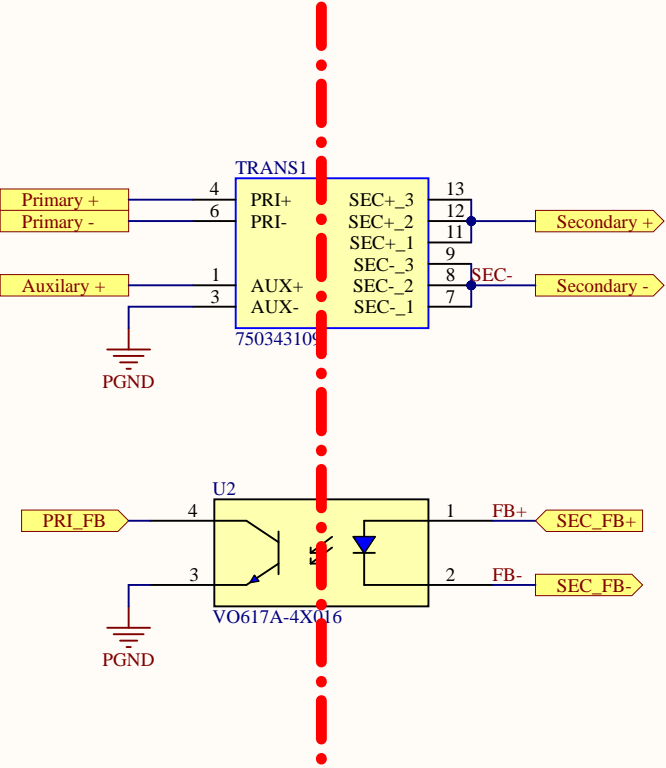 TRANS1
Primary + 4 PRI+ SEC+_3 13
Primary - 6 PRI- SEC+_2 12 Secondary +
SEC+_1 11
SEC-_3 9
Auxilary + 1 AUX+ SEC-_2 8 SEC- Secondary -
3 AUX- SEC-_1 7
750343109
PGND
U2
PRI_FB 4 1 FB+ SEC_FB+
3 2 FB- SEC_FB-
VO617A-4X016
PGND